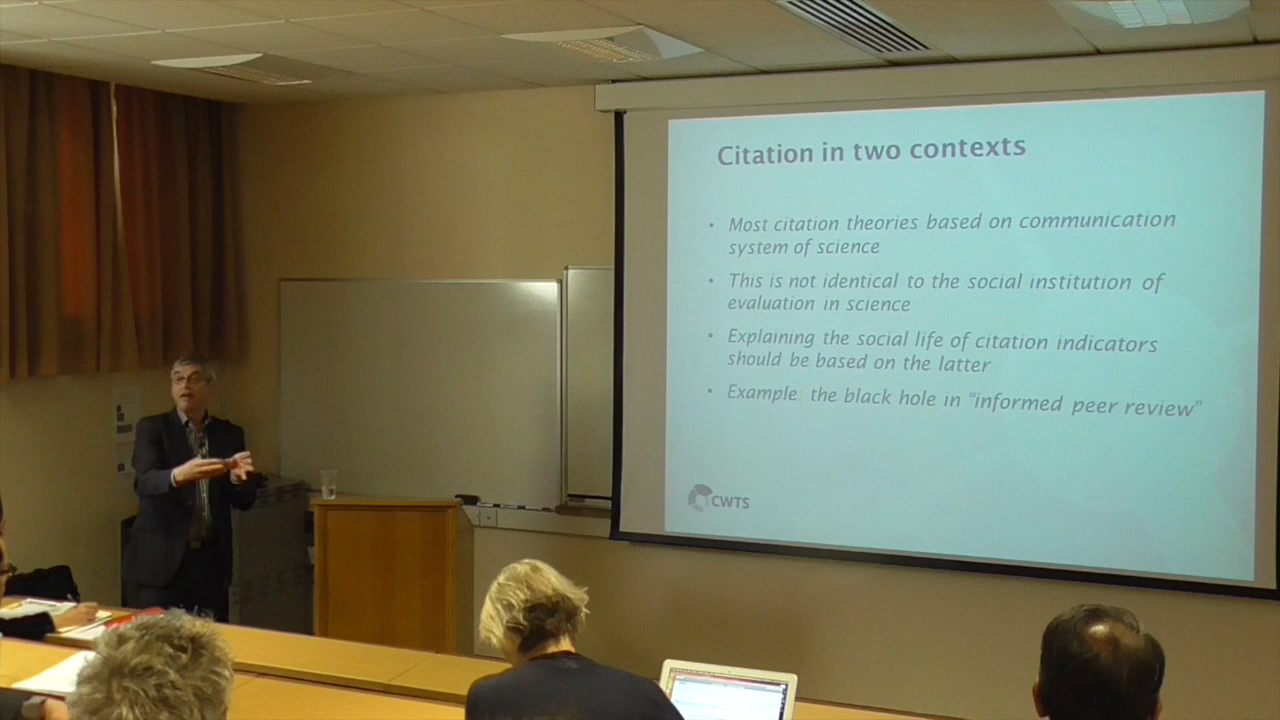 Citation in two contexts
• Most citation theories based on communication
system of science
• This is not identical to the social institution of
evaluation in science
• Explaining the social life of citation indicators
should be based on the latter
• Example: the black hole in “informed peer review”
CWTS